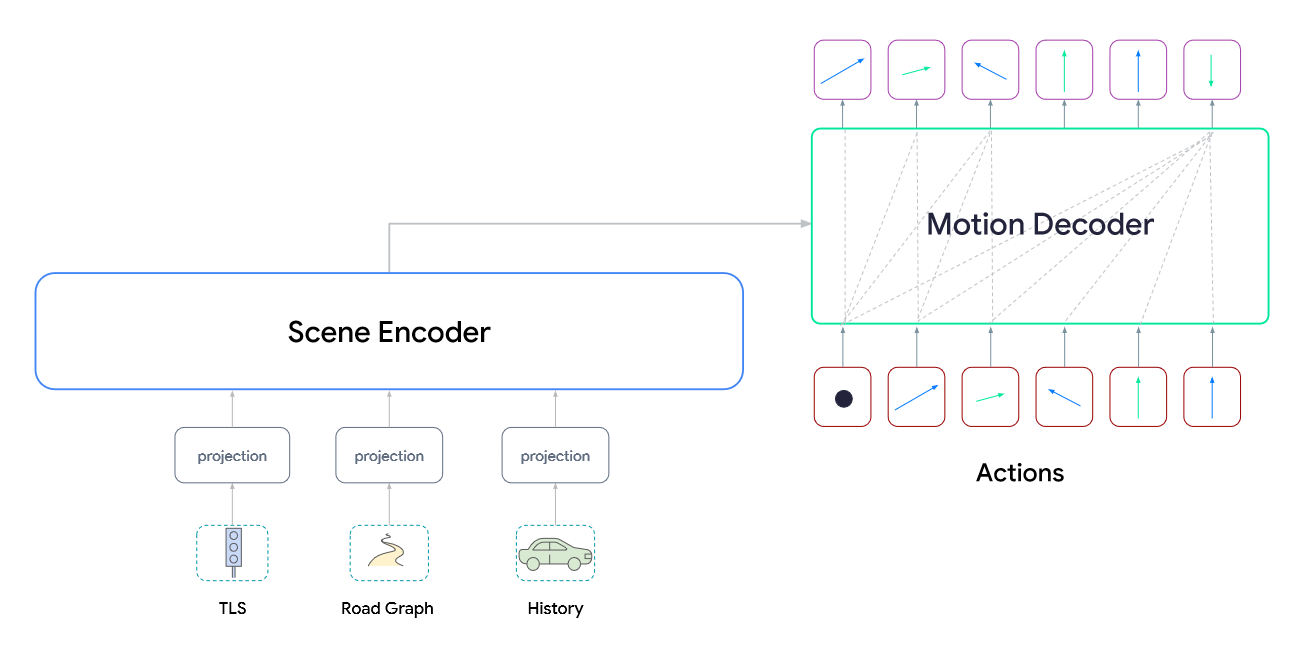 Motion Decoder
Scene Encoder
projection
projection
projection
Actions
TLS
Road Graph
History